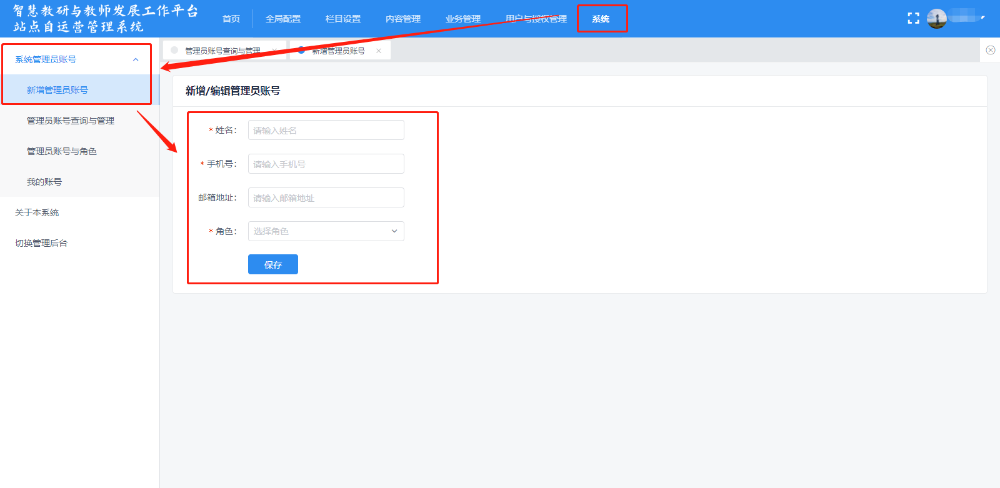 智慧教研与教师发展工作平台
站点自运营管理系统
首页
全局配置
栏目设置
内容管理
业务管理
用户与授权管理
系统
系统管理员账号
新增管理员账号
管理员账号查询与管理
管理员账号与角色
我的账号
关于本系统
切换管理后台
管理员账号查询与管理
新增管理员账号
新增/编辑管理员账号
* 姓名：
请输入姓名
* 手机号：
请输入手机号
邮箱地址：
请输入邮箱地址
* 角色：
选择角色
保存